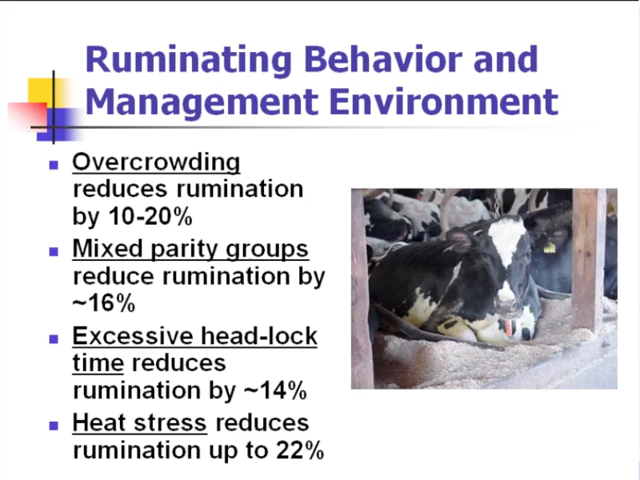 Ruminating Behavior and
Management Environment
Overcrowding
reduces rumination
by 10-20%
Mixed parity groups
reduce rumination by
~16%
Excessive head-lock
time reduces
rumination by ~14%
Heat stress reduces
rumination up to 22%